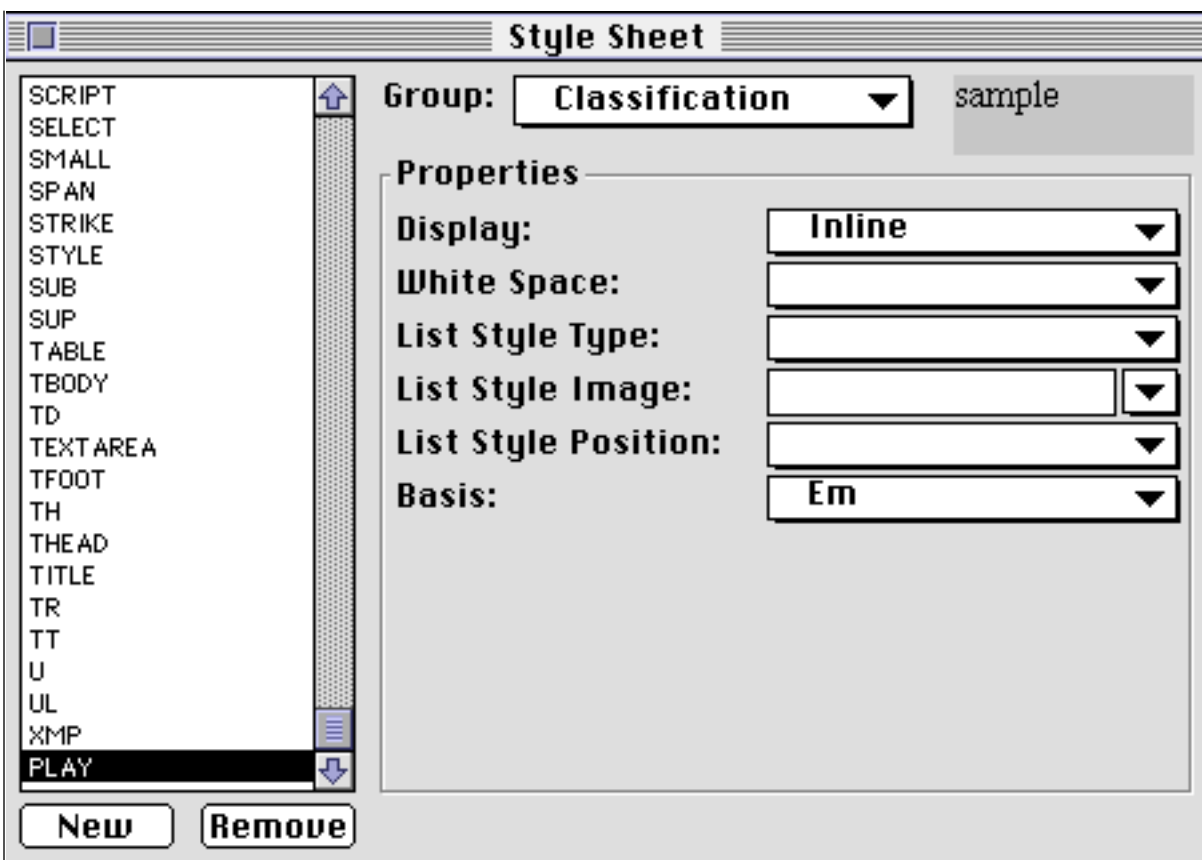 Style Sheet
SCRIPT
SELECT
SMALL
SPAN
STRIKE
STYLE
SUB
SUP
TABLE
TBODY
TD
TEXTAREA
TFOOT
TH
THEAD
TITLE
TR
TT
U
UL
XMP
PLAY
New Remove
Group: Classification
sample
Properties
Display: Inline
White Space:
List Style Type:
List Style Image:
List Style Position:
Basis: Em